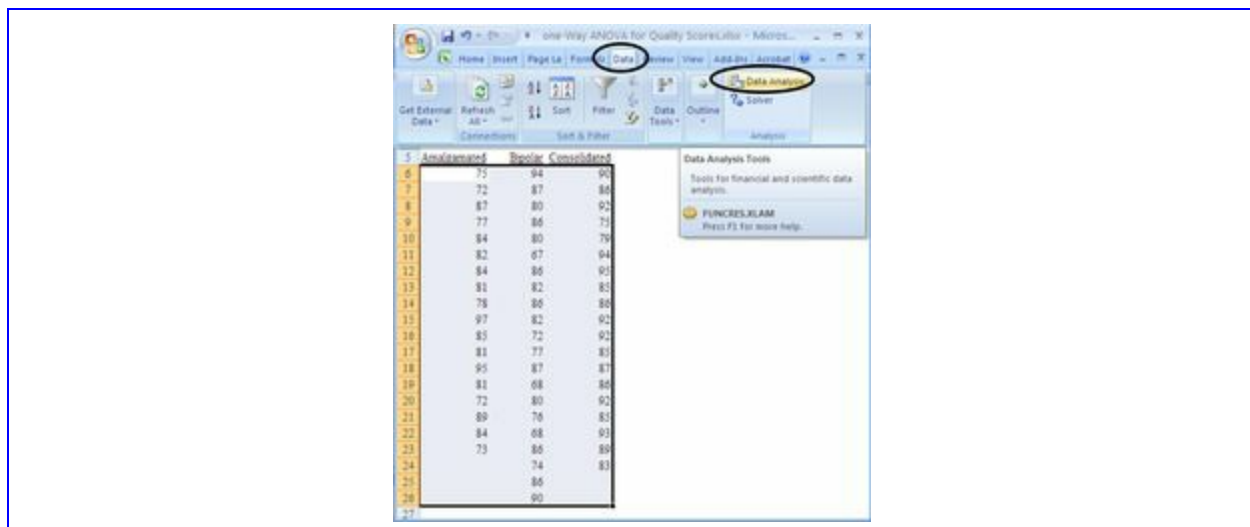 one-Way ANOVA for Quality Scores.xlsx - Micros...
Home Insert Page La Formula Data Review View Add-Ins Acrobat
Get External Data
Refresh All
Sort
Filter
Data Tools
Outline
Data Analysis
Solver
Connections Sort & Filter Analysis
5 Amalgamated Bipolar Consolidated
6 75 94 90
7 72 87 86
8 87 80 92
9 77 86 75
10 84 80 79
11 82 67 94
12 84 86 95
13 81 82 85
14 78 86 86
15 97 82 92
16 85 72 92
17 81 77 85
18 95 87 87
19 81 68 86
20 72 80 92
21 89 76 85
22 84 68 93
23 73 86 89
24 74 83
25 86
26 90
27
Data Analysis Tools
Tools for financial and scientific data
analysis.
FUNCRES.XLAM
Press F1 for more help.